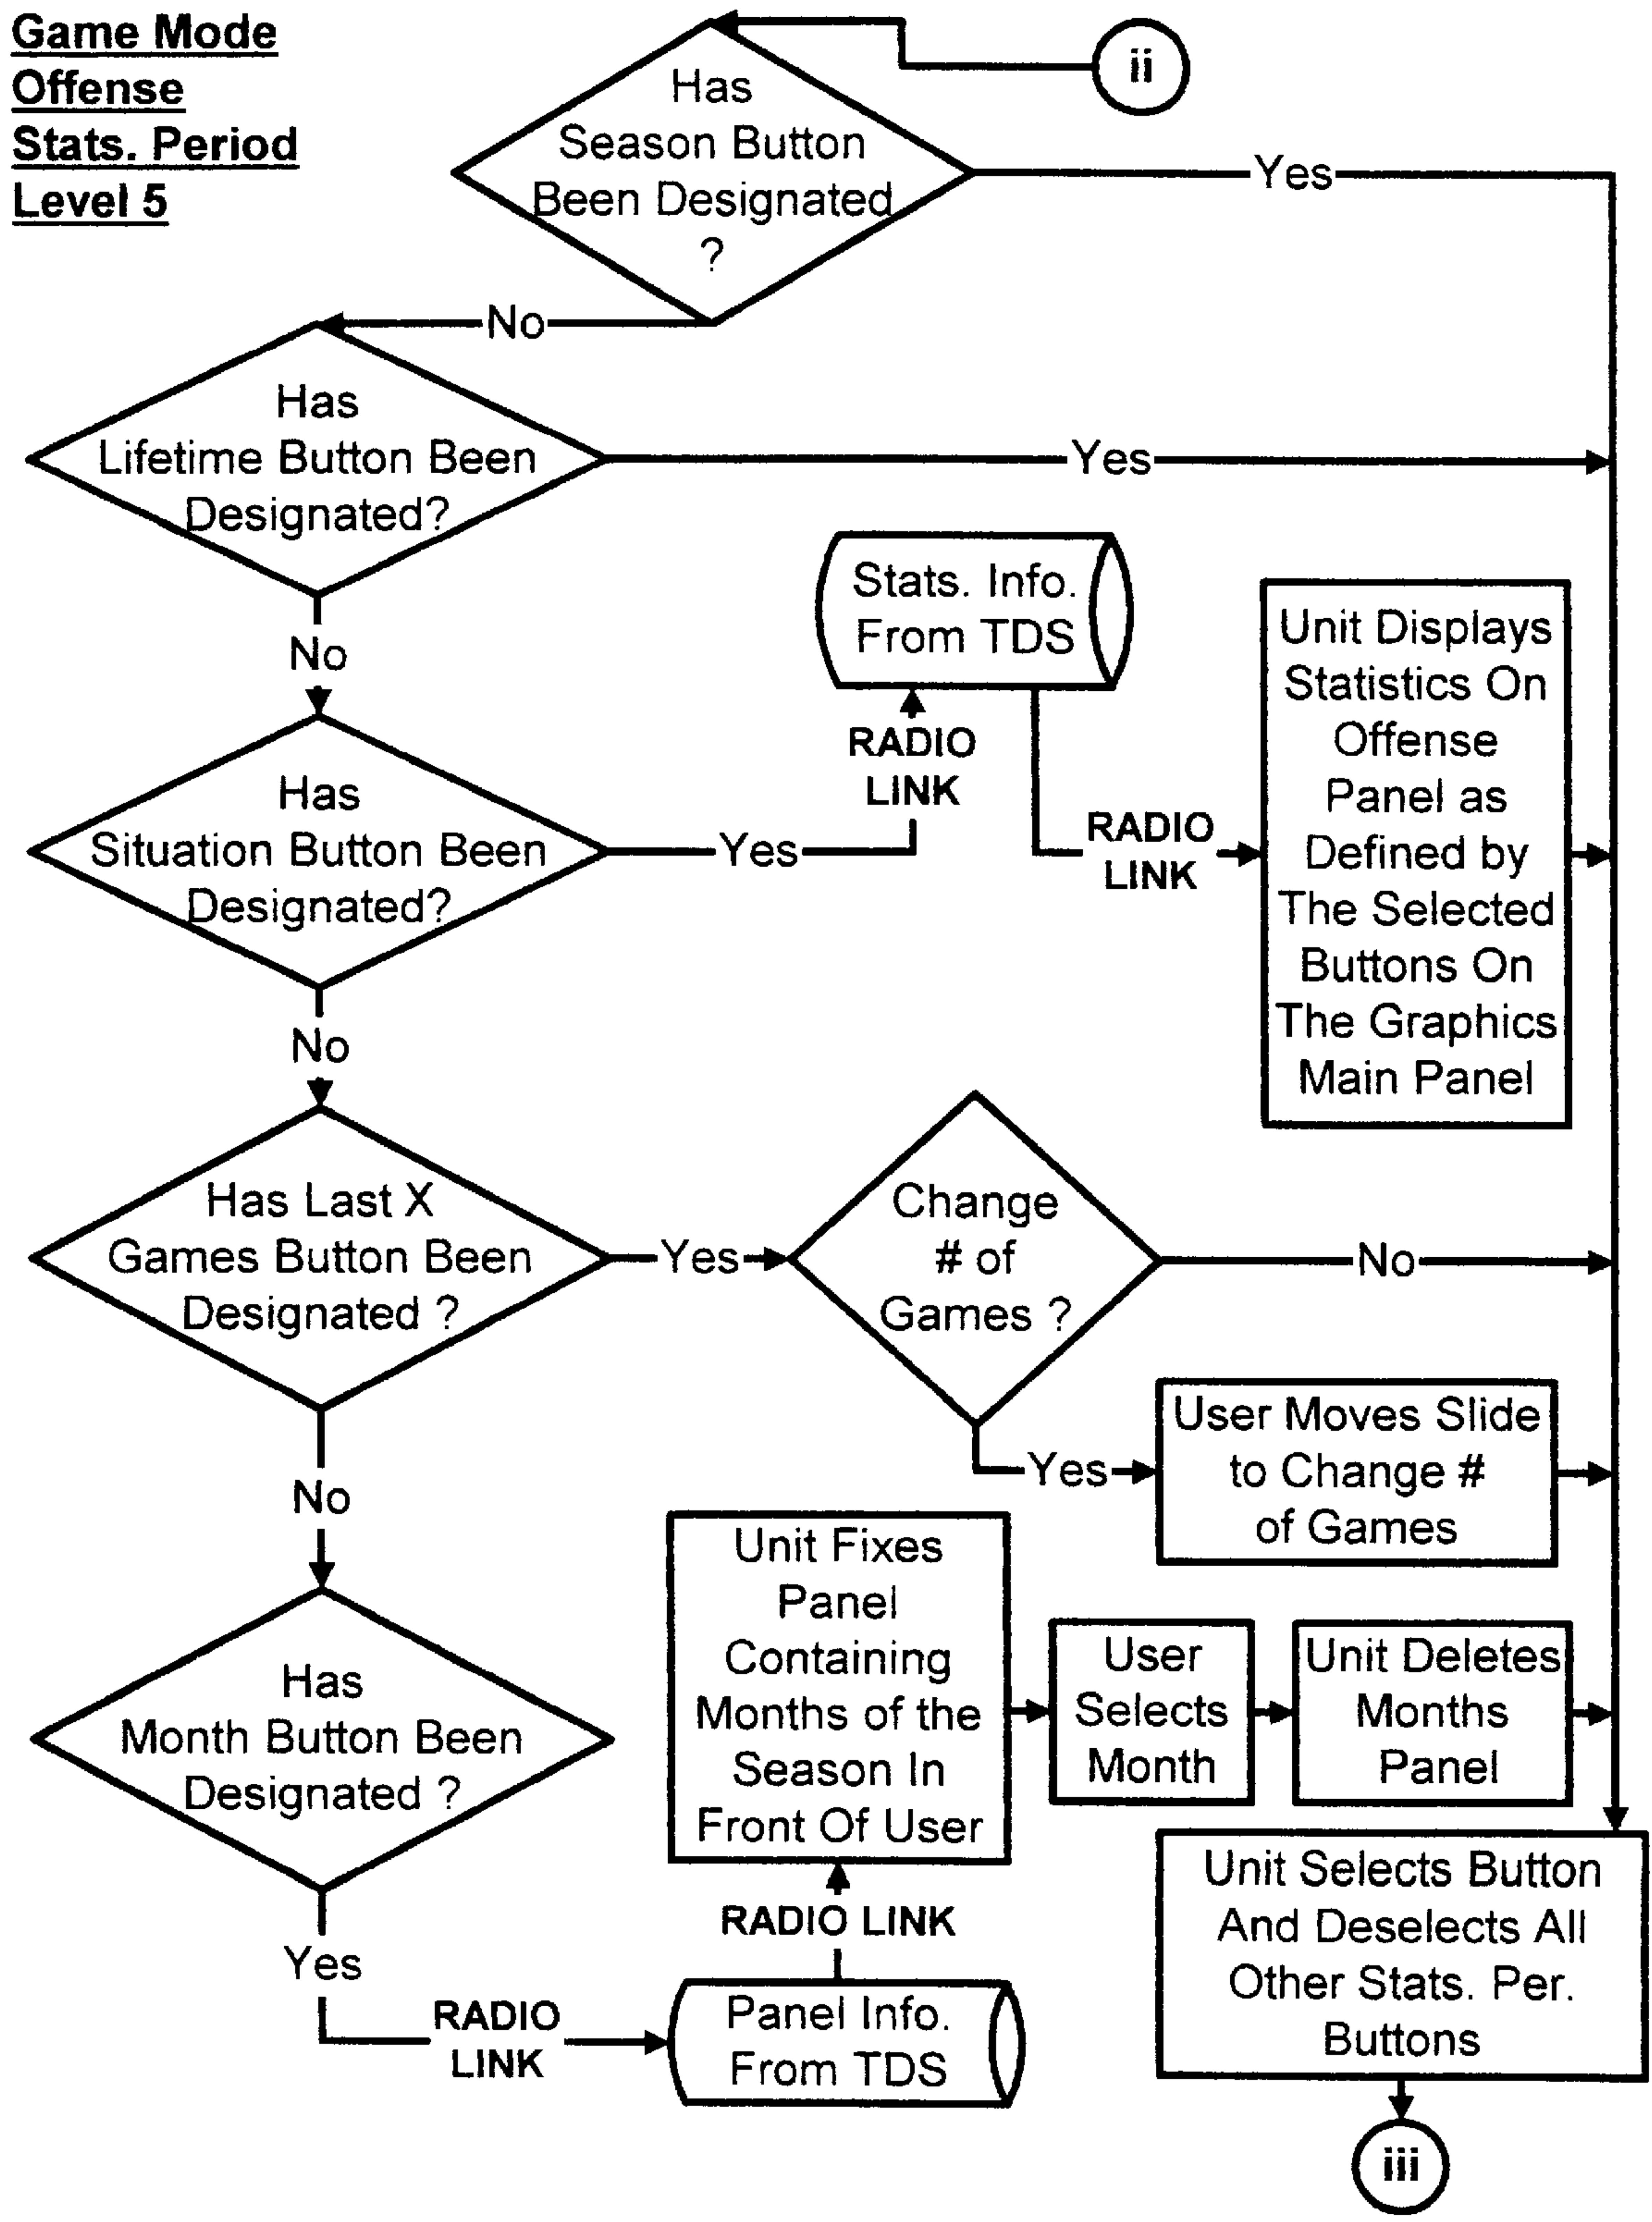 Game Mode
Offense
Stats. Period
Level 5
ii
Has
Season Button
Been Designated
?
Yes
No
Has
Lifetime Button Been
Designated?
Yes
No
Stats. Info.
From TDS
RADIO
LINK
RADIO
LINK
Unit Displays
Statistics On
Offense
Panel as
Defined by
The Selected
Buttons On
The Graphics
Main Panel
Has
Situation Button Been
Designated?
Yes
No
Has Last X
Games Button Been
Designated ?
Yes
Change
# of
Games ?
No
Yes
User Moves Slide
to Change #
of Games
No
Has
Month Button Been
Designated ?
Yes
RADIO
LINK
Panel Info.
From TDS
RADIO LINK
Unit Fixes
Panel
Containing
Months of the
Season In
Front Of User
User
Selects
Month
Unit Deletes
Months
Panel
Unit Selects Button
And Deselects All
Other Stats. Per.
Buttons
iii